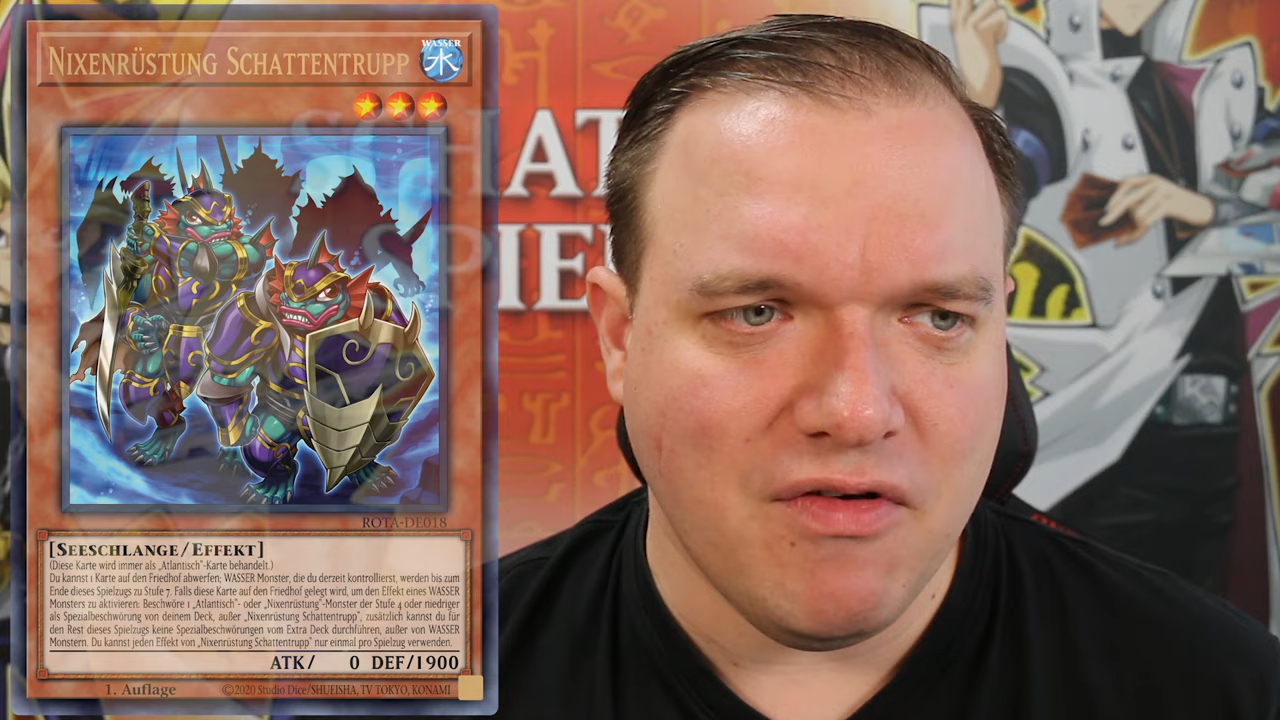 NIXENRÜSTUNG SCHATTENTRUPP
WASSER
水
ROTA-DE018
[SEESCHLANGE/EFFEKT]
(Diese Karte wird immer als „Atlantisch"-Karte behandelt.)
Du kannst 1 Karte auf den Friedhof abwerfen; WASSER Monster, die du derzeit kontrollierst, werden bis zum
Ende dieses Spielzugs zu Stufe 7. Falls diese Karte auf den Friedhof gelegt wird, um den Effekt eines WASSER
Monsters zu aktivieren: Beschwöre 1 „Atlantisch"- oder „Nixenrüstung"-Monster der Stufe 4 oder niedriger
als Spezialbeschwörung von deinem Deck, außer „Nixenrüstung Schattentrupp", zusätzlich kannst du für
den Rest dieses Spielzugs keine Spezialbeschwörungen vom Extra Deck durchführen, außer von WASSER
Monstern. Du kannst jeden Effekt von „Nixenrüstung Schattentrupp" nur einmal pro Spielzug verwenden.
ATK/ 0 DEF/1900
1. Auflage
©2020 Studio Dice/SHUEISHA, TV TOKYO, KONAMI